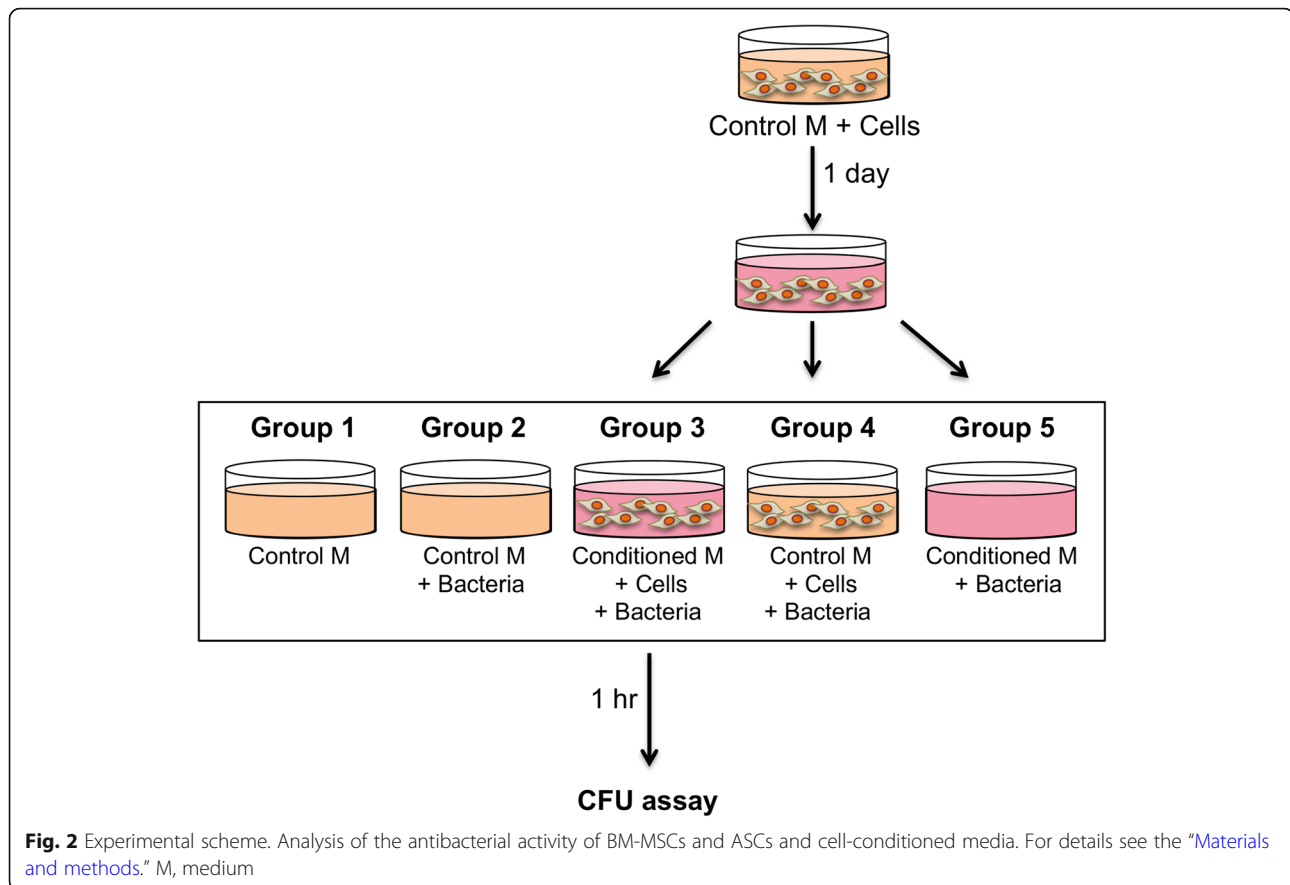 Control M + Cells
1 day
Group 1
Group 2
Group 3
Group 4
Group 5
Control M
Control M
+ Bacteria
Conditioned M
+ Cells
+ Bacteria
Control M
+ Cells
+ Bacteria
Conditioned M
+ Bacteria
1 hr
CFU assay
Fig. 2 Experimental scheme. Analysis of the antibacterial activity of BM-MSCs and ASCs and cell-conditioned media. For details see the “Materials
and methods.” M, medium